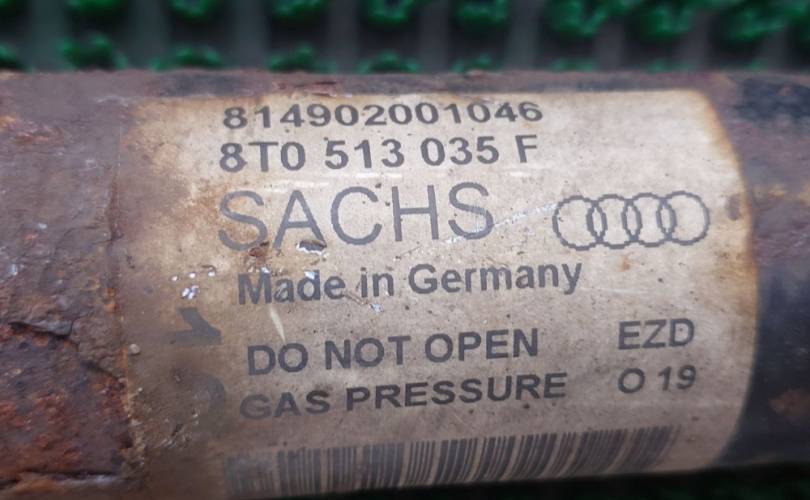 814902001046
8T0 513 035 F
SACHS
Made in Germany
DO NOT OPEN EZD
GAS PRESSURE O 19